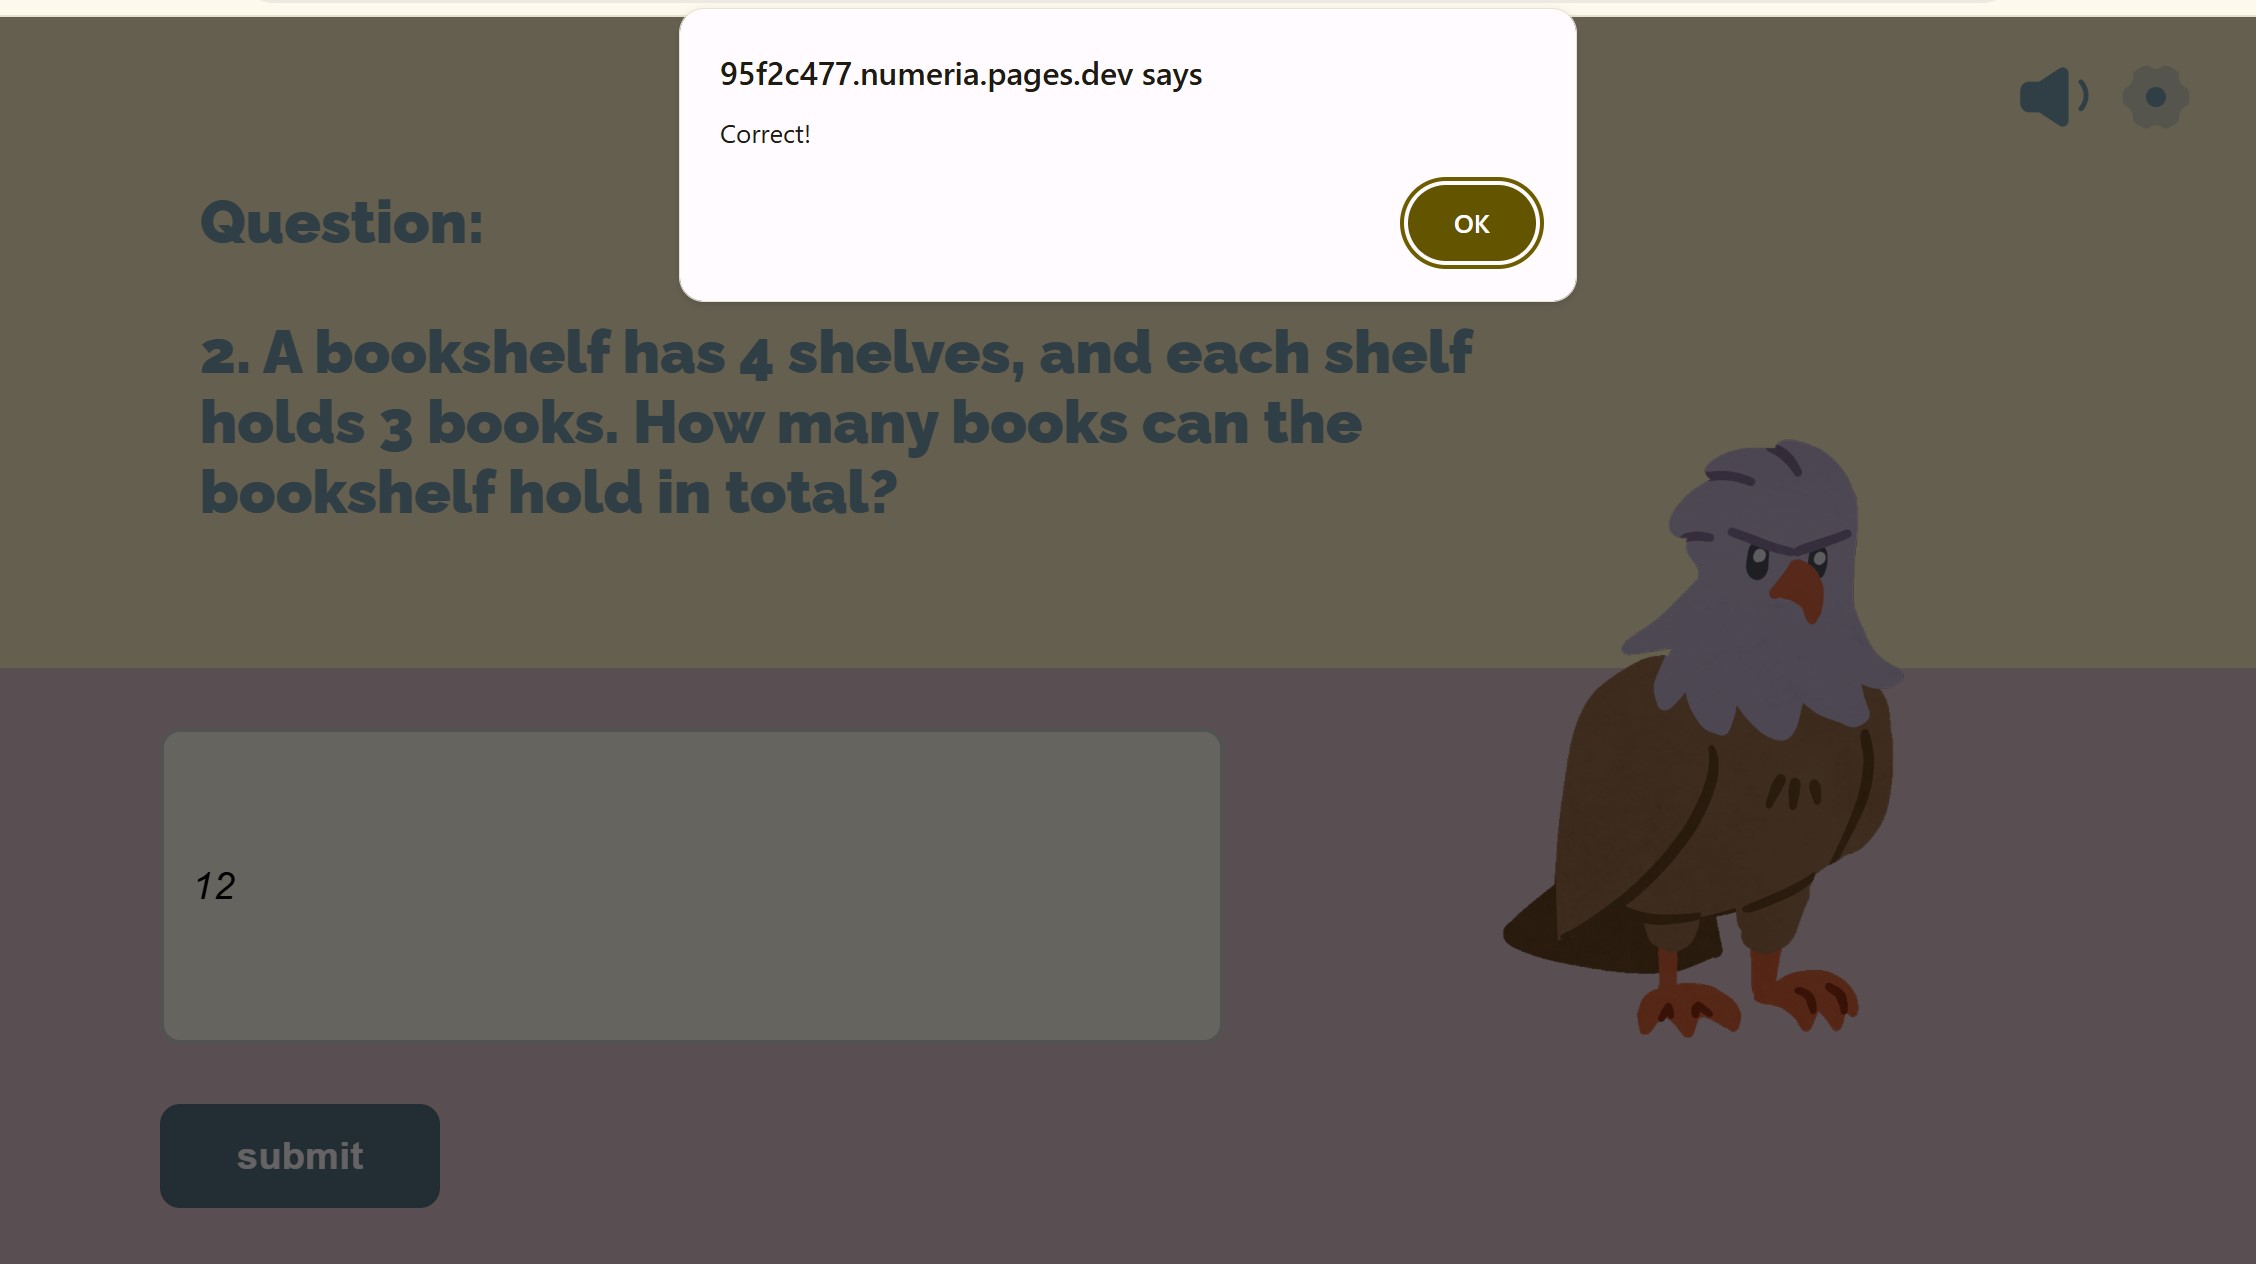 95f2c477.numeria.pages.dev says
Correct!
OK
Question:
2. A bookshelf has 4 shelves, and each shelf
holds 3 books. How many books can the
bookshelf hold in total?
12
submit